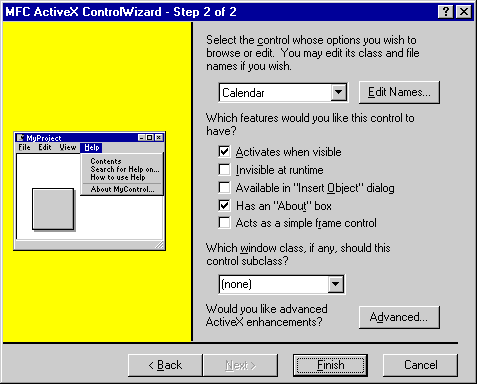 MFC ActiveX ControlWizard - Step 2 of 2
Select the control whose options you wish to
browse or edit. You may edit its class and file
names if you wish.
Calendar
Edit Names...
Which features would you like this control to
have?
Activates when visible
Invisible at runtime
Available in "Insert Object" dialog
Has an "About" box
Acts as a simple frame control
Which window class, if any, should this
control subclass?
(none)
Would you like advanced
ActiveX enhancements?
Advanced...
MyProject
File Edit View Help
Contents
Search for Help on...
How to use Help
About MyControl...
< Back
Next >
Finish
Cancel